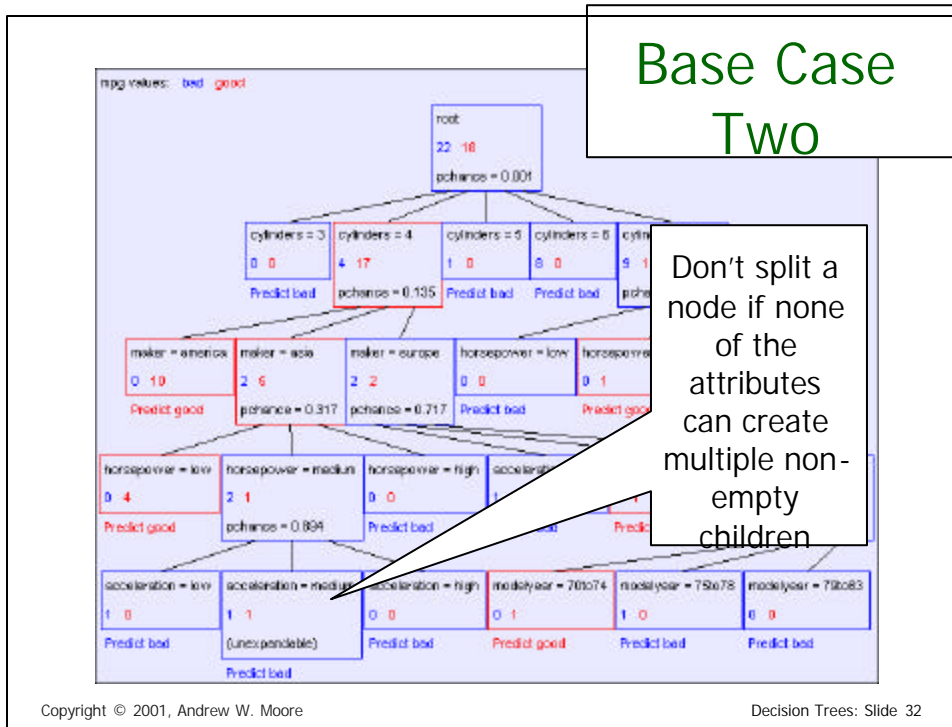 Base Case
Two
mpg values: bad good
root
22 18
pchance = 0.001
cylinders = 3 cylinders = 4 cylinders = 5 cylinders = 6
0 0 4 17 1 0 8 0 9 1
Predict bad pchance = 0.135 Predict bad Predict bad
Don't split a
node if none
of the
attributes
can create
multiple non-
empty
children
maker = america maker = asia maker = europe horsepower = low horsepower
0 10 2 5 2 2 0 0 0 1
Predict good pchance = 0.317 pchance = 0.717 Predict bad Predict good
horsepower = low horsepower = medium horsepower = high acceleration
0 4 2 1 0 0 1
Predict good pchance = 0.894 Predict bad
acceleration = low acceleration = medium acceleration = high modelyear = 70to74 modelyear = 75to78 modelyear = 79to83
1 0 1 1 0 0 0 1 1 0 0 0
Predict bad (unexpandable) Predict bad Predict good Predict bad Predict bad
Predict bad
Copyright © 2001, Andrew W. Moore Decision Trees: Slide 32